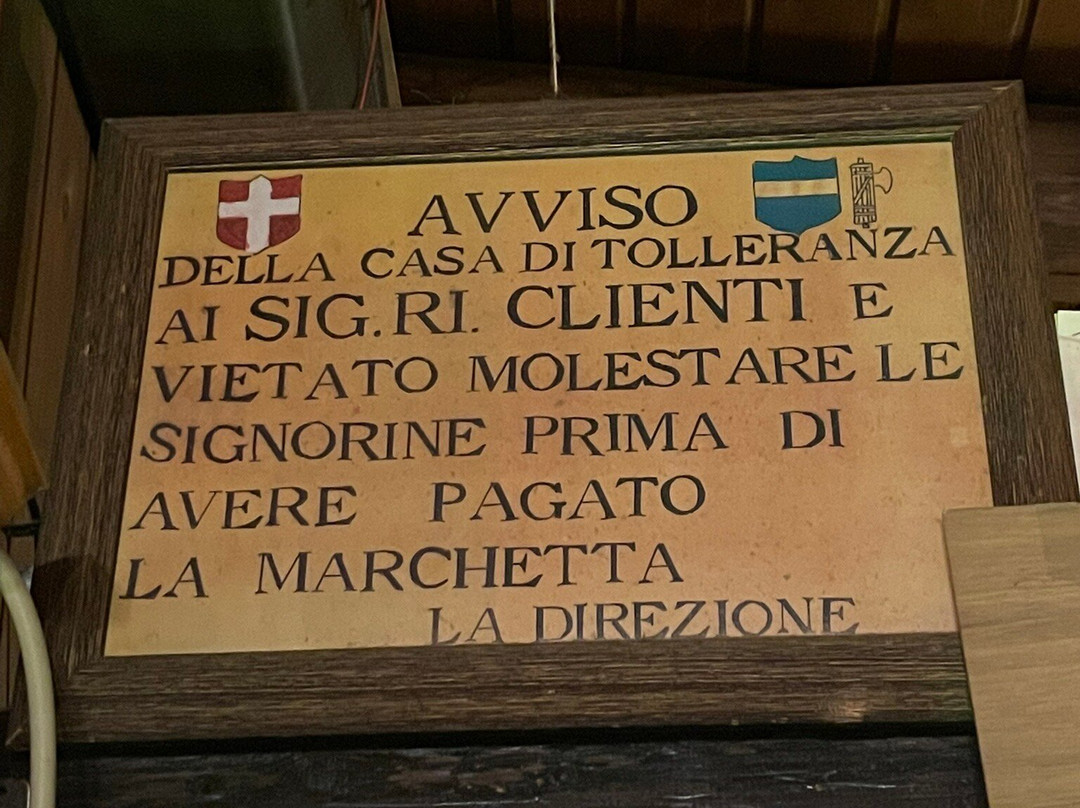 AVVISO
DELLA CASA DI TOLLERANZA
AI SIG.RI. CLIENTI E
VIETATO MOLESTARE LE
SIGNORINE PRIMA DI
AVERE PAGATO
LA MARCHETTA
LA DIREZIONE